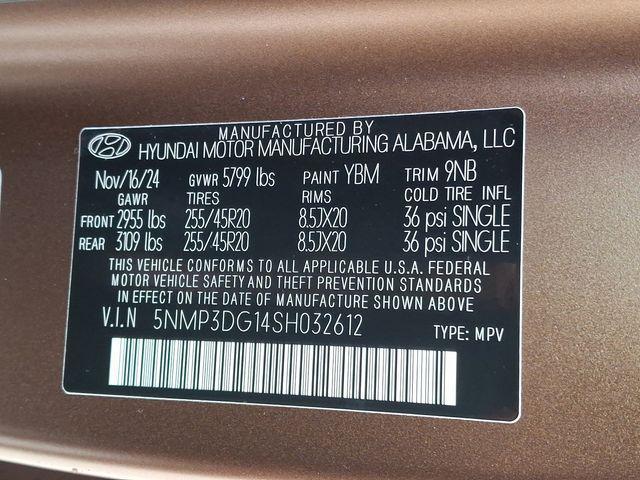 MANUFACTURED BY
HYUNDAI MOTOR MANUFACTURING ALABAMA, LLC
Nov/16/24 GVWR 5799 lbs PAINT YBM TRIM 9NB
GAWR TIRES RIMS COLD TIRE INFL
FRONT 2955 lbs 255/45R20 8.5JX20 36 psi SINGLE
REAR 3109 lbs 255/45R20 8.5JX20 36 psi SINGLE
THIS VEHICLE CONFORMS TO ALL APPLICABLE U.S.A. FEDERAL
MOTOR VEHICLE SAFETY AND THEFT PREVENTION STANDARDS
IN EFFECT ON THE DATE OF MANUFACTURE SHOWN ABOVE.
V.I.N 5NMP3DG14SH032612 TYPE: MPV